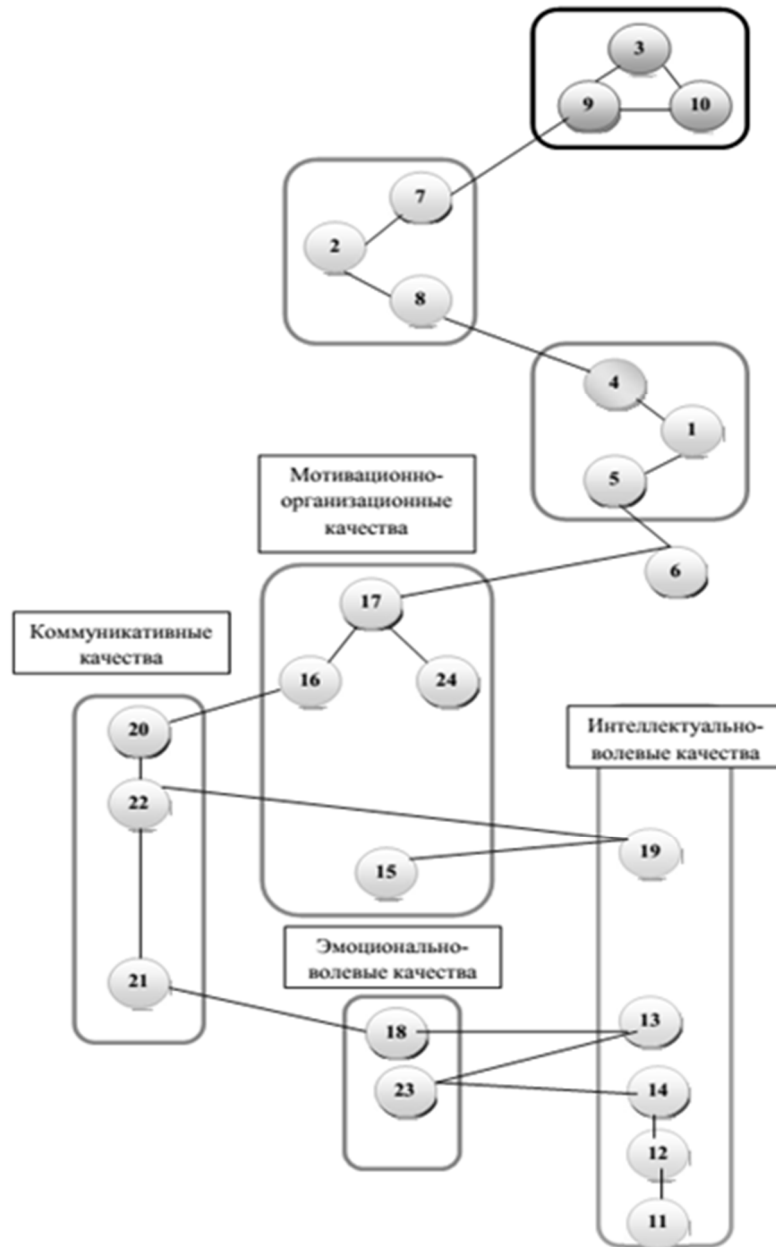 3
9 10
7
2
8
4
1
5
6
Мотивационно-
организационные
качества
17
16 24
Коммуникативные
качества
20
22
Интеллектуально-
волевые качества
19
15
21
Эмоционально-
волевые качества
18
13
23
14
12
11